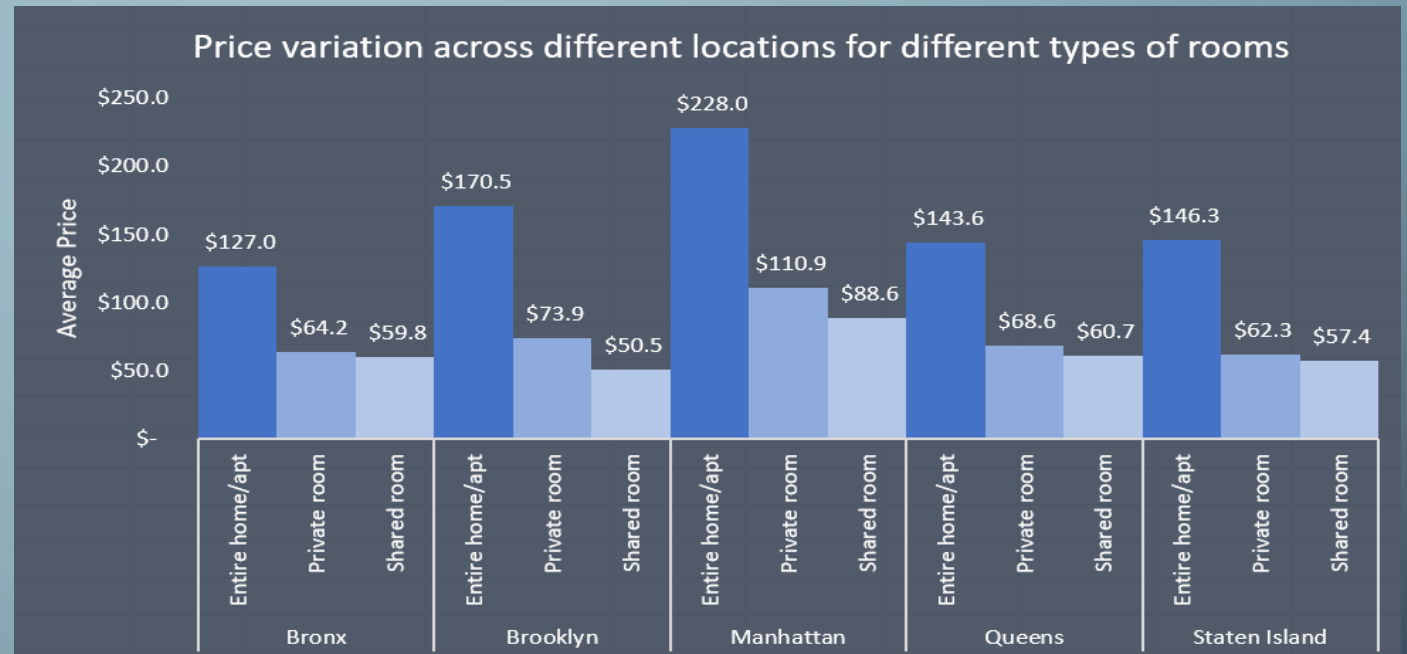 Price variation across different locations for different types of rooms
Average Price
$250.0
$200.0
$150.0
$100.0
$50.0
$-
$127.0
$64.2
$59.8
$170.5
$73.9
$50.5
$228.0
$110.9
$88.6
$143.6
$68.6
$60.7
$146.3
$62.3
$57.4
Entire home/apt
Private room
Shared room
Entire home/apt
Private room
Shared room
Entire home/apt
Private room
Shared room
Entire home/apt
Private room
Shared room
Entire home/apt
Private room
Shared room
Bronx
Brooklyn
Manhattan
Queens
Staten Island